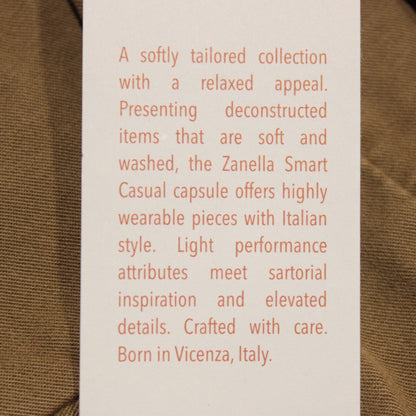 A softly tailored collection
with a relaxed appeal.
Presenting deconstructed
items that are soft and
washed, the Zanella Smart
Casual capsule offers highly
wearable pieces with Italian
style. Light performance
attributes meet sartorial
inspiration and elevated
details. Crafted with care.
Born in Vicenza, Italy.